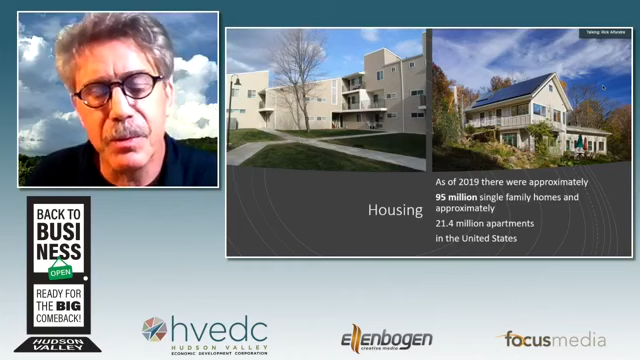 Talking: Rick Alfandre
BACK TO
BUSI
NESS
OPEN
READY FOR
THE BIG
COMEBACK!
HUDSON
VALLEY
Housing
As of 2019 there were approximately
95 million single family homes and
approximately
21.4 million apartments
in the United States
hvedc
HUDSON VALLEY
ECONOMIC DEVELOPMENT CORPORATION
ellenbogen
creative media
focusmedia